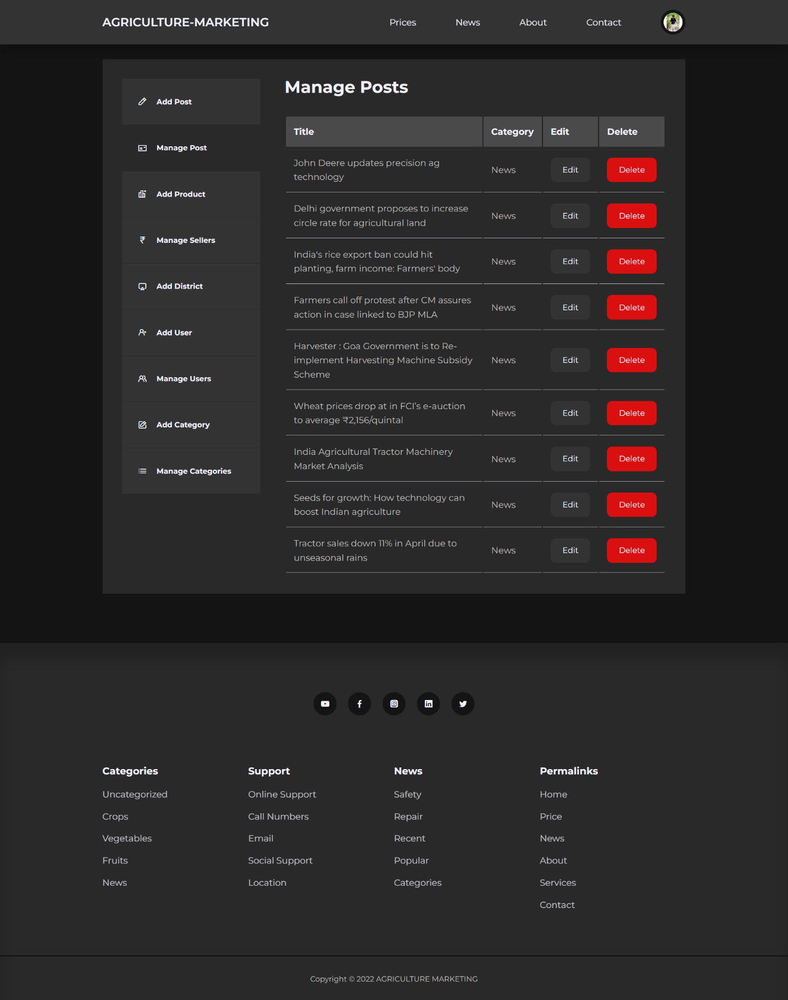 AGRICULTURE-MARKETING
Prices
News
About
Contact
Add Post
Manage Post
Add Product
Manage Sellers
Add District
Add User
Manage Users
Add Category
Manage Categories
Manage Posts
Title Category Edit Delete
John Deere updates precision ag
technology
News Edit Delete
Delhi government proposes to increase
circle rate for agricultural land
News Edit Delete
India's rice export ban could hit
planting, farm income: Farmers' body
News Edit Delete
Farmers call off protest after CM assures
action in case linked to BJP MLA
News Edit Delete
Harvester : Goa Government is to Re-
implement Harvesting Machine Subsidy
Scheme
News Edit Delete
Wheat prices drop at in FCI’s e-auction
to average ₹2,156/quintal
News Edit Delete
India Agricultural Tractor Machinery
Market Analysis
News Edit Delete
Seeds for growth: How technology can
boost Indian agriculture
News Edit Delete
Tractor sales down 11% in April due to
unseasonal rains
News Edit Delete
Categories
Uncategorized
Crops
Vegetables
Fruits
News
Support
Online Support
Call Numbers
Email
Social Support
Location
News
Safety
Repair
Recent
Popular
Categories
Permalinks
Home
Price
News
About
Services
Contact
Copyright © 2022 AGRICULTURE MARKETING